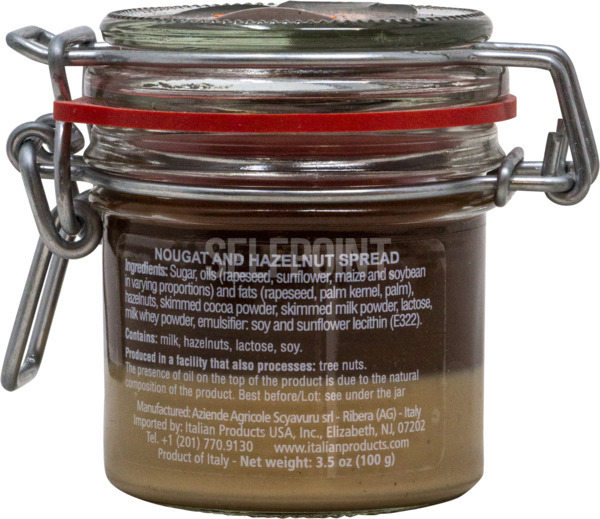 SELEPOINT
NOUGAT AND HAZELNUT SPREAD
Ingredients: Sugar, oils (rapeseed, sunflower, maize and soybean
in varying proportions) and fats (rapeseed, palm kernel, palm),
hazelnuts, skimmed cocoa powder, skimmed milk powder, lactose,
milk whey powder, emulsifier: soy and sunflower lecithin (E322).
Contains: milk, hazelnuts, lactose, soy.
Produced in a facility that also processes: tree nuts.
The presence of oil on the top of the product is due to the natural
composition of the product. Best before/Lot: see under the jar
Manufactured: Aziende Agricole Scyavuru srl - Ribera (AG) - Italy
Imported by: Italian Products USA, Inc., Elizabeth, NJ, 07202
Tel. +1 (201) 770.9130 www.italianproducts.com
Product of Italy - Net weight: 3.5 oz (100 g)